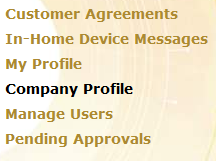 Customer Agreements
In-Home Device Messages
My Profile
Company Profile
Manage Users
Pending Approvals